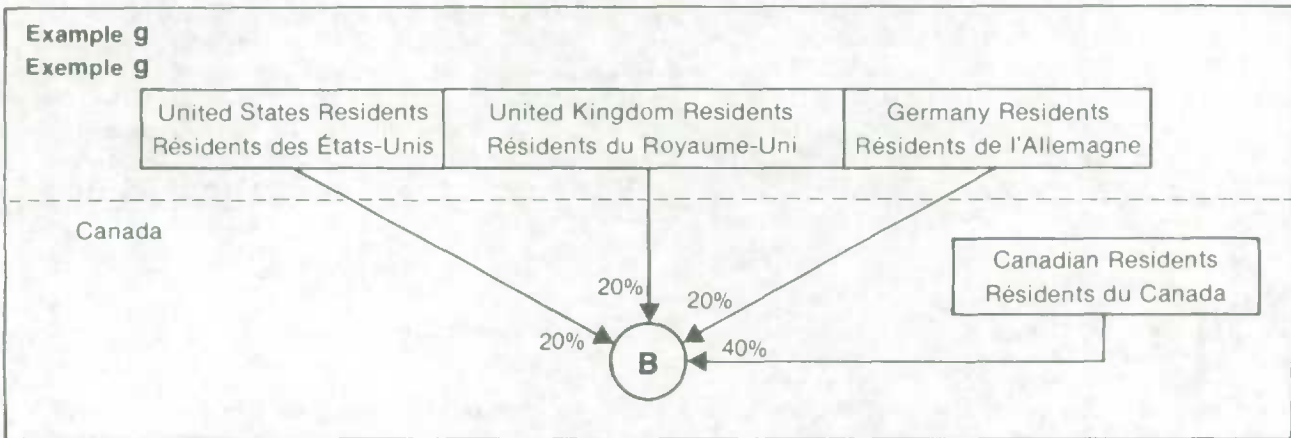 Example g
Exemple g
United States Residents
Résidents des États-Unis
United Kingdom Residents
Résidents du Royaume-Uni
Germany Residents
Résidents de l'Allemagne
Canada
Canadian Residents
Résidents du Canada
20%
20%
20%
40%
B